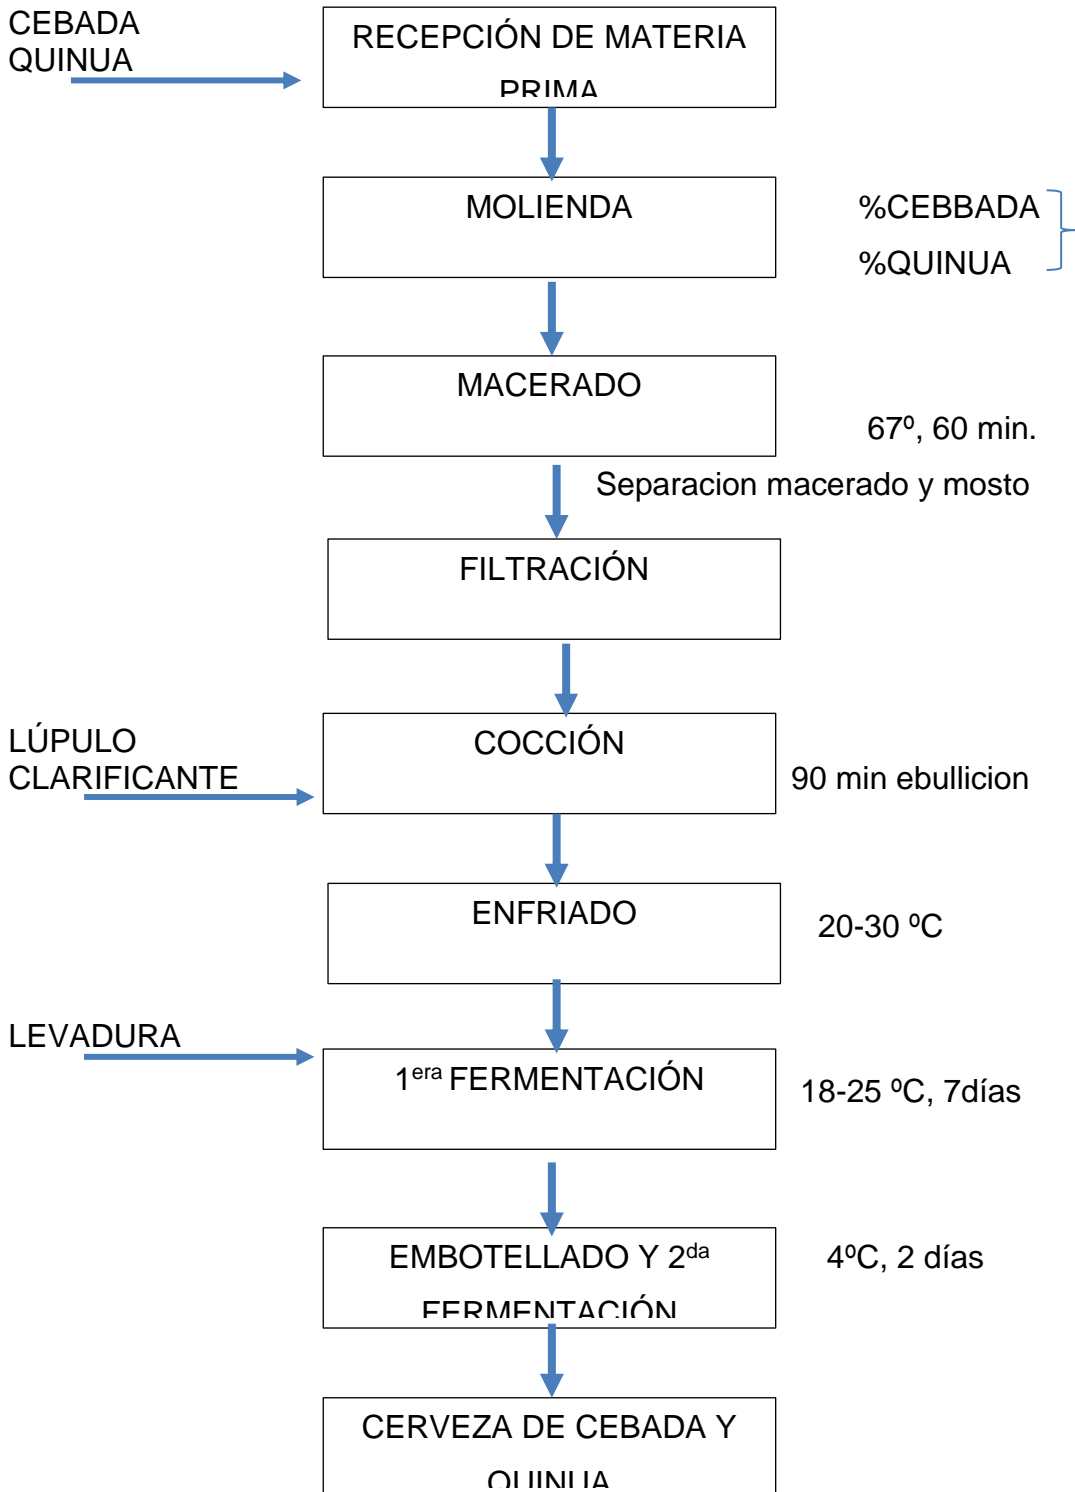 CEBADA
QUINUA
RECEPCIÓN DE MATERIA
PRIMA
MOLIENDA
%CEBBADA
%QUINUA
MACERADO
67º, 60 min.
Separacion macerado y mosto
FILTRACIÓN
LÚPULO
CLARIFICANTE
COCCIÓN
90 min ebullicion
ENFRIADO
20-30 ºC
LEVADURA
1era FERMENTACIÓN
18-25 ºC, 7días
EMBOTELLADO Y 2da
FERMENTACIÓN
4ºC, 2 días
CERVEZA DE CEBADA Y
QUINUA